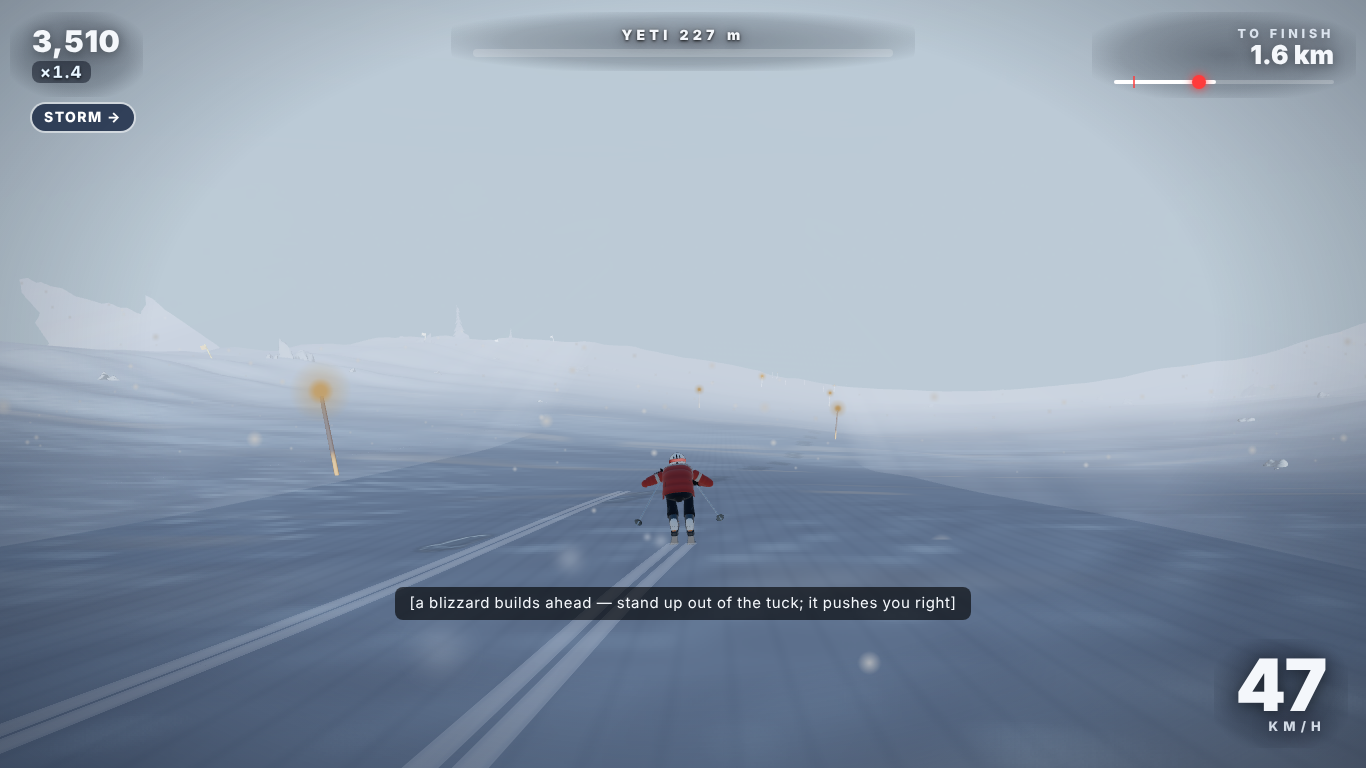 3,510
×1.4
STORM →
YETI 227 m
TO FINISH
1.6 km
[a blizzard builds ahead — stand up out of the tuck; it pushes you right]
47
KM/H